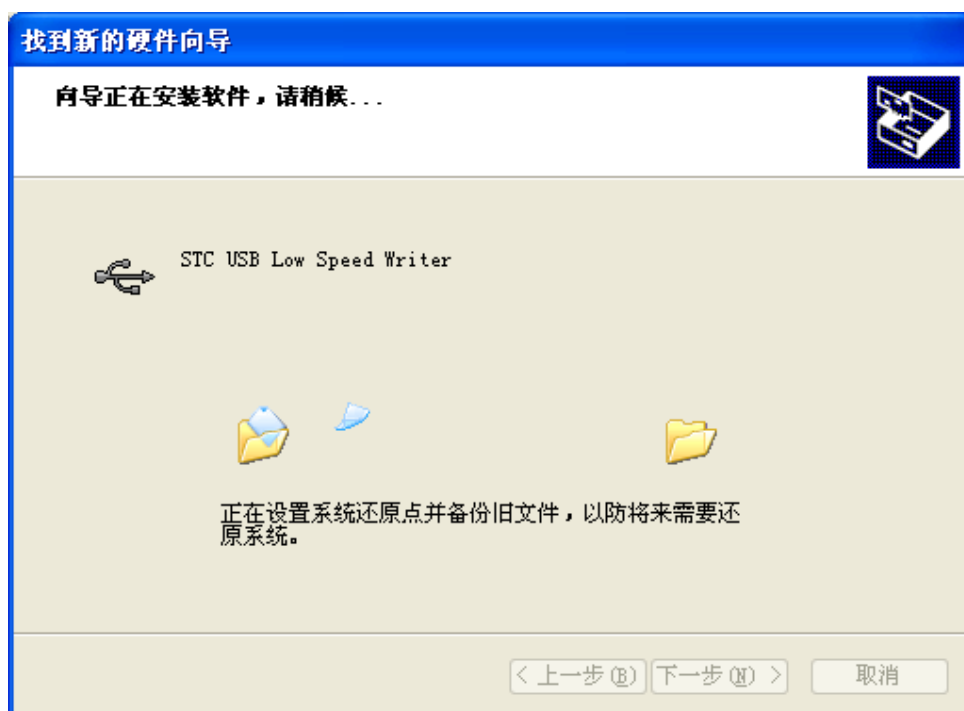 找到新的硬件向导
向导正在安装软件，请稍候...
STC USB Low Speed Writer
正在设置系统还原点并备份旧文件，以防将来需要还
原系统。
< 上一步(B) 下一步(N) > 取消